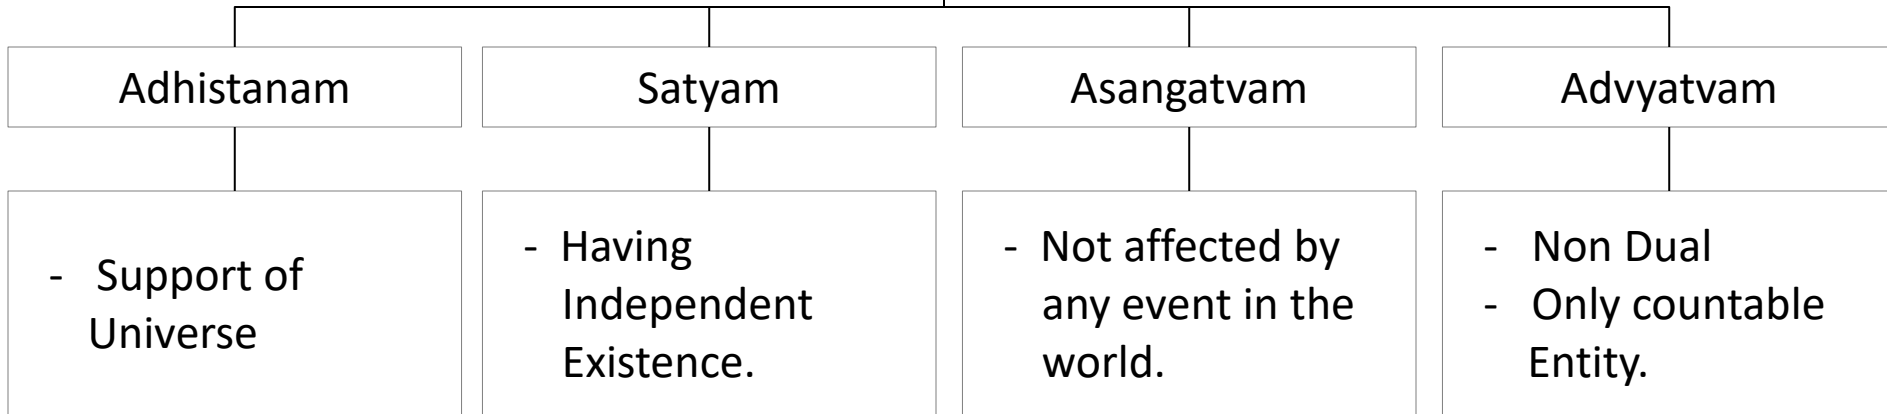 Adhistanam
- Support of
Universe
Satyam
- Having
Independent
Existence.
Asangatvam
- Not affected by
any event in the
world.
Advyatvam
- Non Dual
- Only countable
Entity.